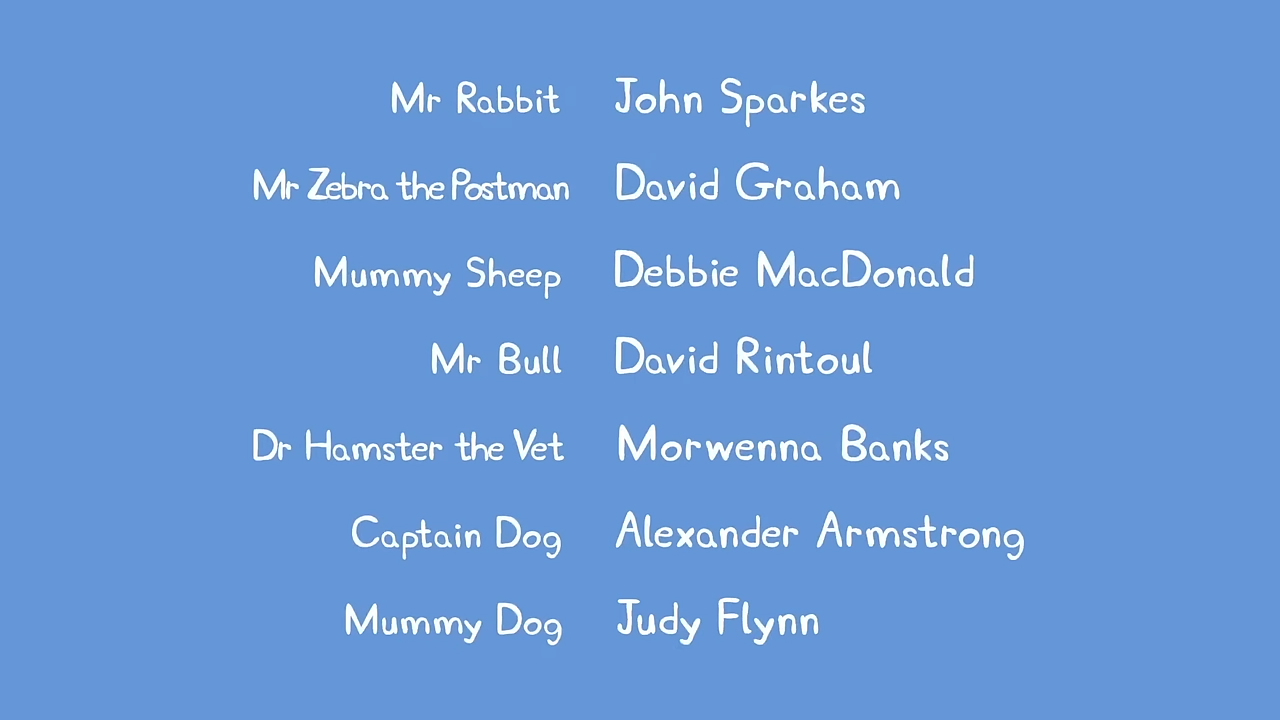 Mr Rabbit John Sparkes
Mr Zebra the Postman David Graham
Mummy Sheep Debbie MacDonald
Mr Bull David Rintoul
Dr Hamster the Vet Morwenna Banks
Captain Dog Alexander Armstrong
Mummy Dog Judy Flynn